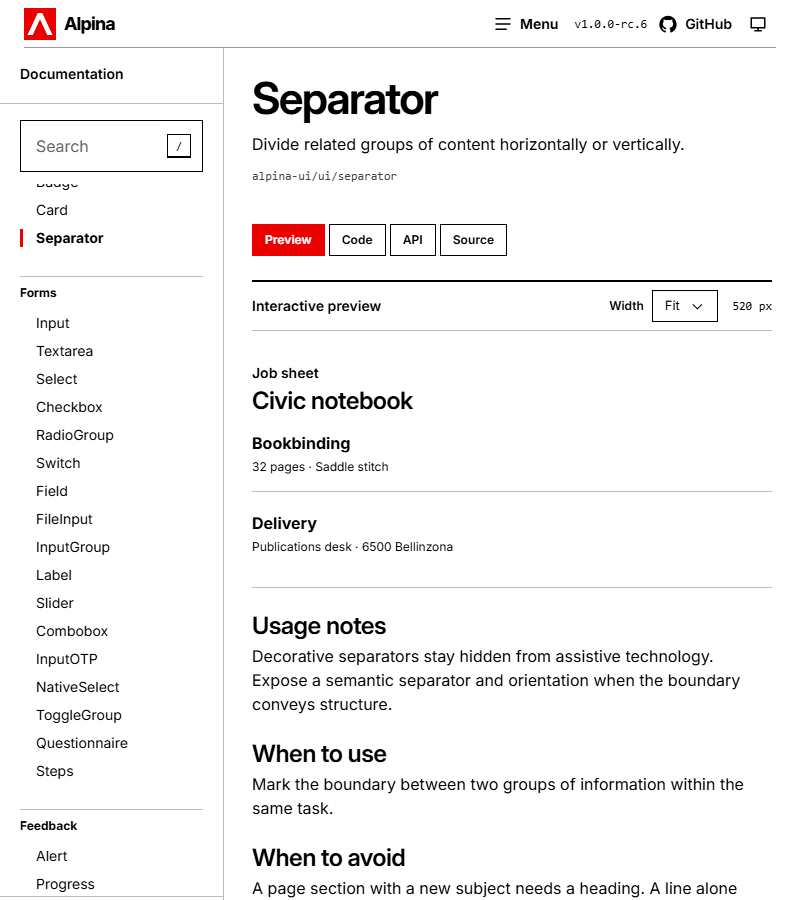 Alpina
Menu
v1.0.0-rc.6
GitHub
Documentation
Search
/
Badge
Card
Separator
Forms
Input
Textarea
Select
Checkbox
RadioGroup
Switch
Field
FileInput
InputGroup
Label
Slider
Combobox
InputOTP
NativeSelect
ToggleGroup
Questionnaire
Steps
Feedback
Alert
Progress
Separator
Divide related groups of content horizontally or vertically.
alpina-ui/ui/separator
Preview
Code
API
Source
Interactive preview
Width
Fit
520 px
Job sheet
Civic notebook
Bookbinding
32 pages · Saddle stitch
Delivery
Publications desk · 6500 Bellinzona
Usage notes
Decorative separators stay hidden from assistive technology.
Expose a semantic separator and orientation when the boundary
conveys structure.
When to use
Mark the boundary between two groups of information within the
same task.
When to avoid
A page section with a new subject needs a heading. A line alone